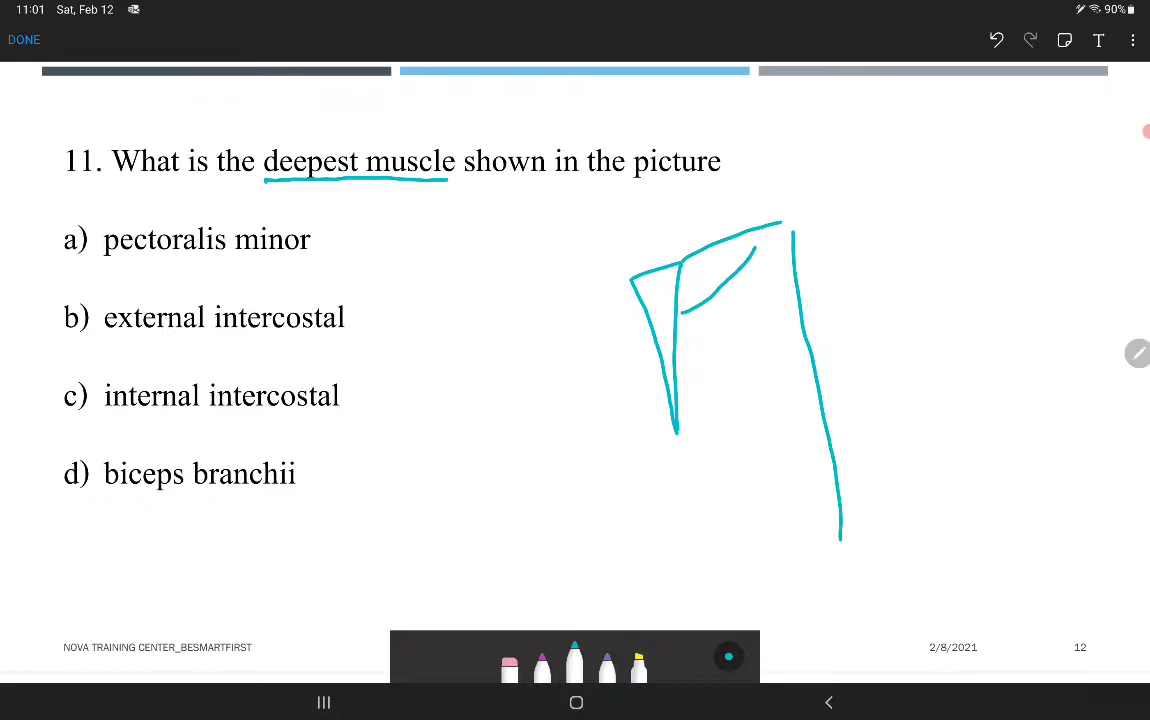 11:01 Sat, Feb 12 90%
DONE T
11. What is the deepest muscle shown in the picture
a) pectoralis minor
b) external intercostal
c) internal intercostal
d) biceps branchii
NOVA TRAINING CENTER_BESMARTFIRST 2/8/2021 12